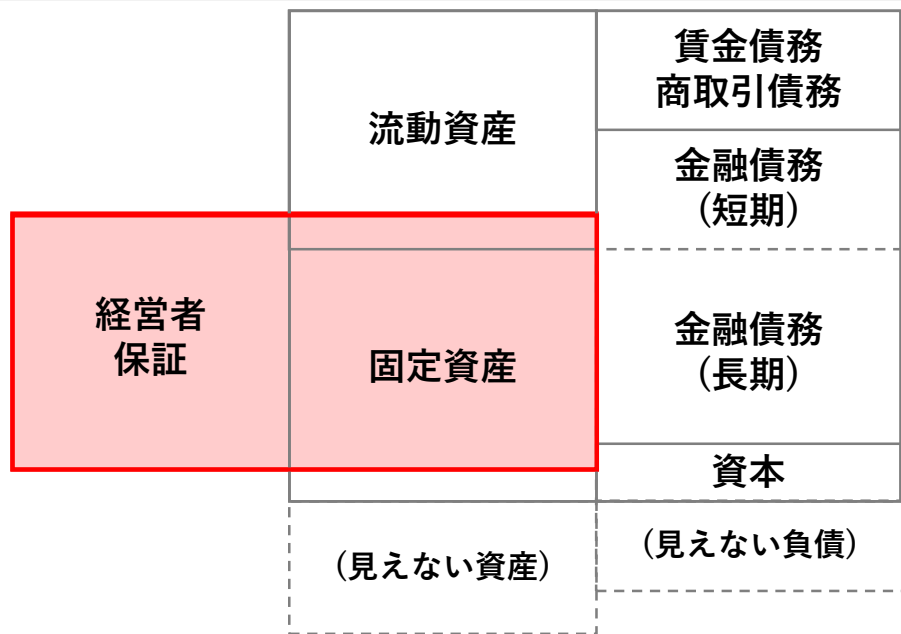 賃金債務
商取引債務
流動資産
金融債務
(短期)
経営者
保証
固定資産
金融債務
(長期)
資本
(見えない資産)
(見えない負債)